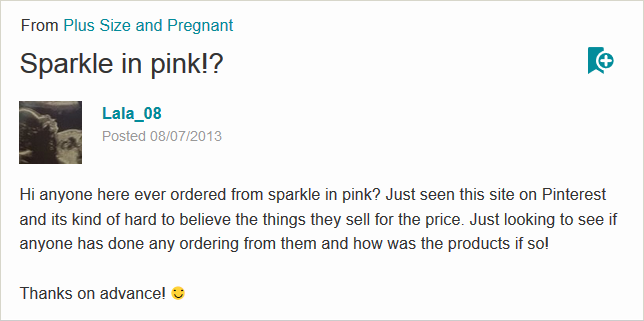 From Plus Size and Pregnant
Sparkle in pink!?
Lala_08
Posted 08/07/2013
Hi anyone here ever ordered from sparkle in pink? Just seen this site on Pinterest
and its kind of hard to believe the things they sell for the price. Just looking to see if
anyone has done any ordering from them and how was the products if so!
Thanks on advance! 🙂